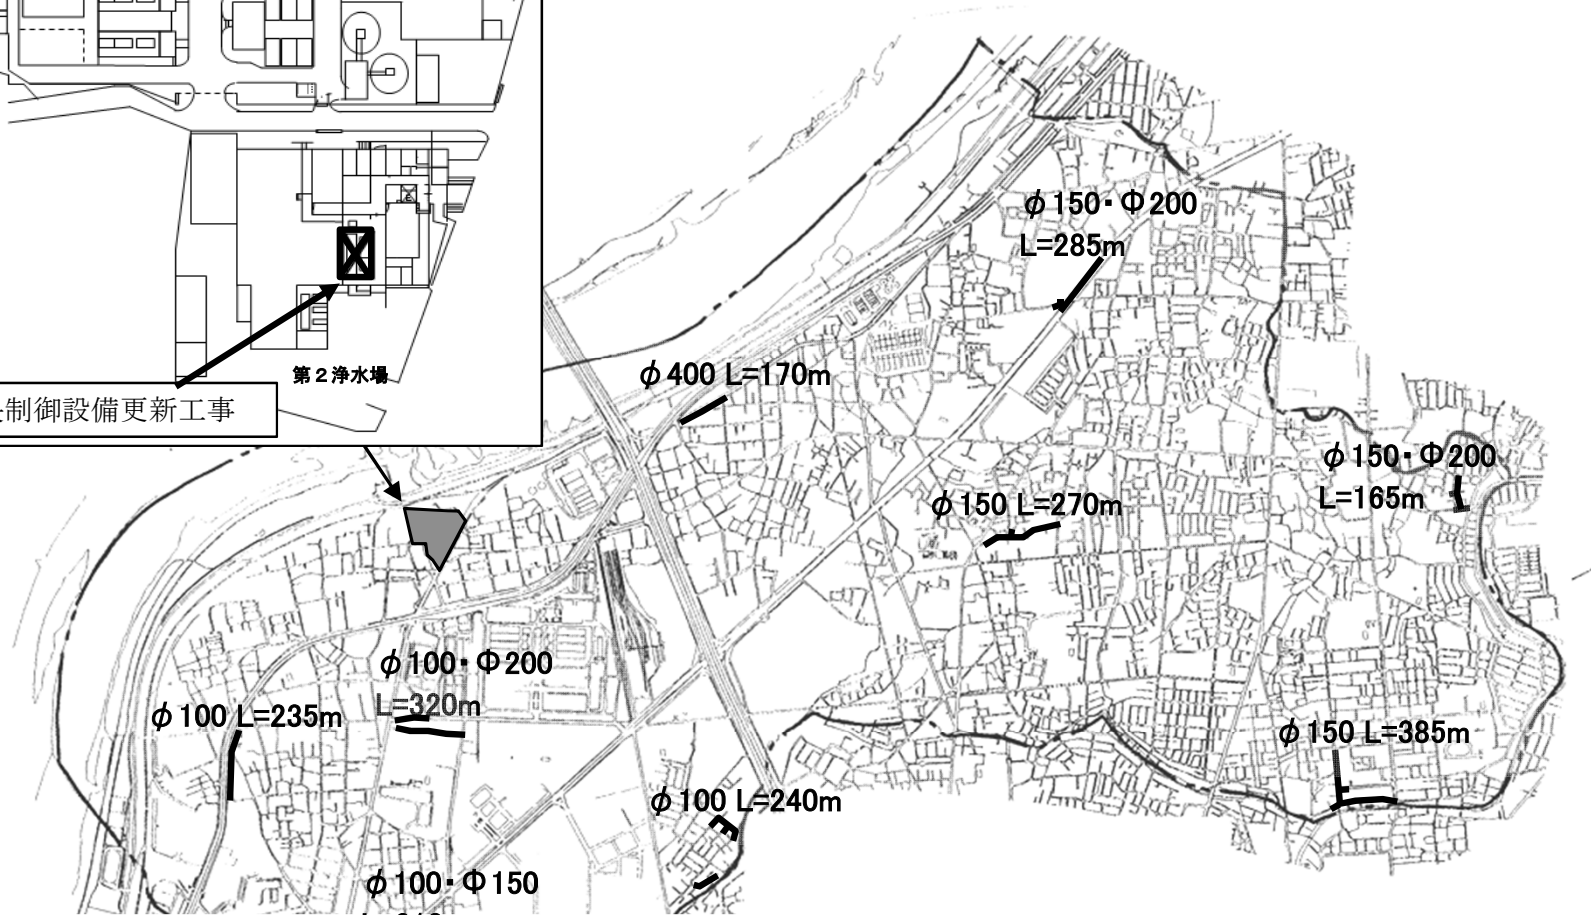 第２浄水場
制御設備更新工事
φ150・Φ200
L=285m
φ400 L=170m
φ150・Φ200
L=165m
φ150 L=270m
φ100・Φ200
L=320m
φ100 L=235m
φ150 L=385m
φ100 L=240m
φ100・Φ150